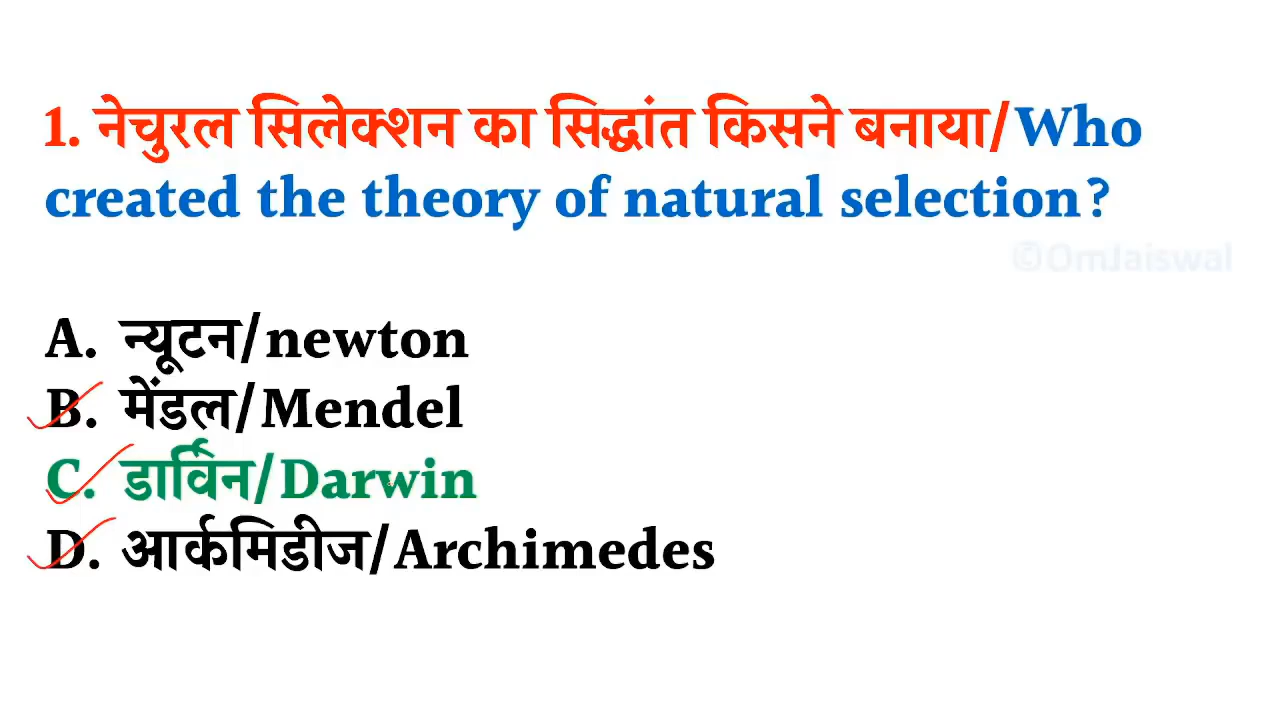 1. नेचुरल सिलेक्शन का सिद्धांत किसने बनाया/Who
created the theory of natural selection?
©OmJaiswal
A. न्यूटन/newton
B. मेंडल/Mendel
C. डार्विन/Darwin
D. आर्कमिडीज/Archimedes